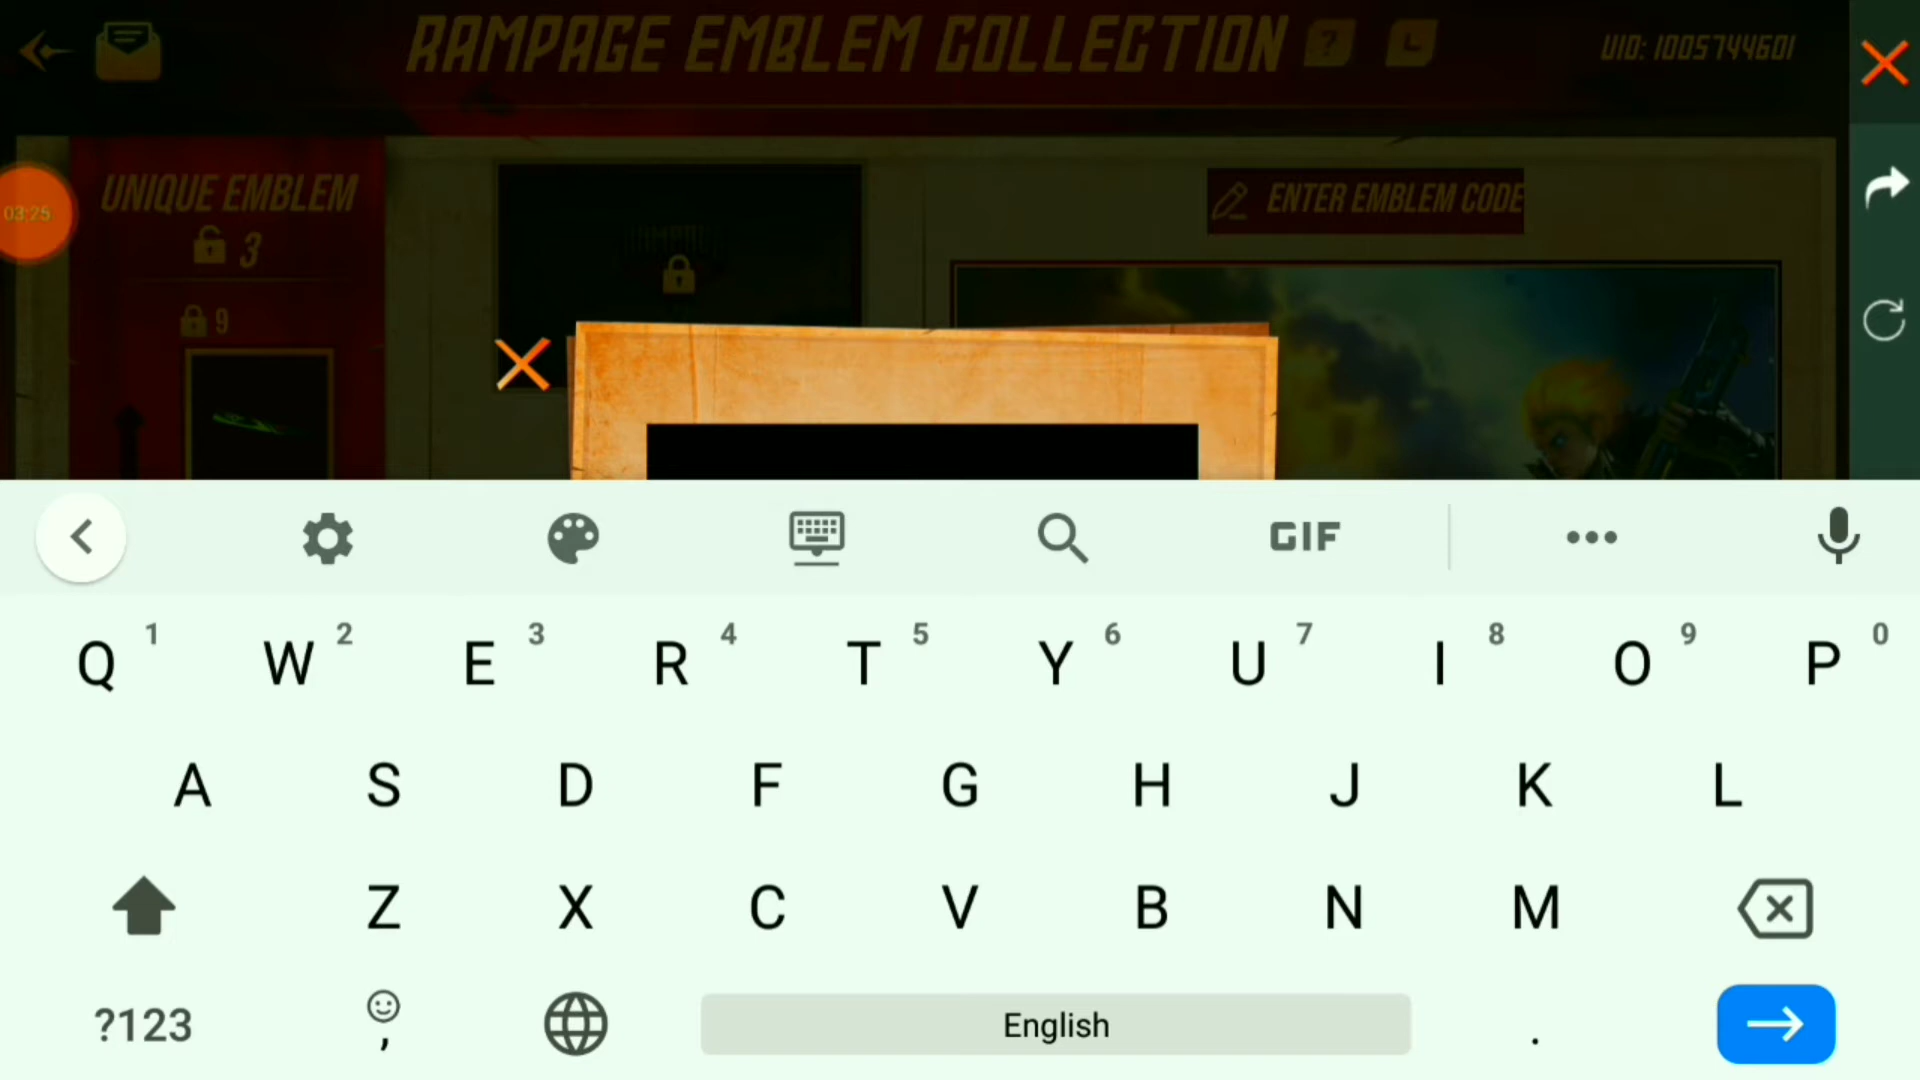 RAMPAGE EMBLEM COLLECTION ?
UID: 1005744601
UNIQUE EMBLEM
3
9
ENTER EMBLEM CODE
03:25
GIF
Q 1 W 2 E 3 R 4 T 5 Y 6 U 7 I 8 O 9 P 0
A S D F G H J K L
Z X C V B N M
?123 , English .